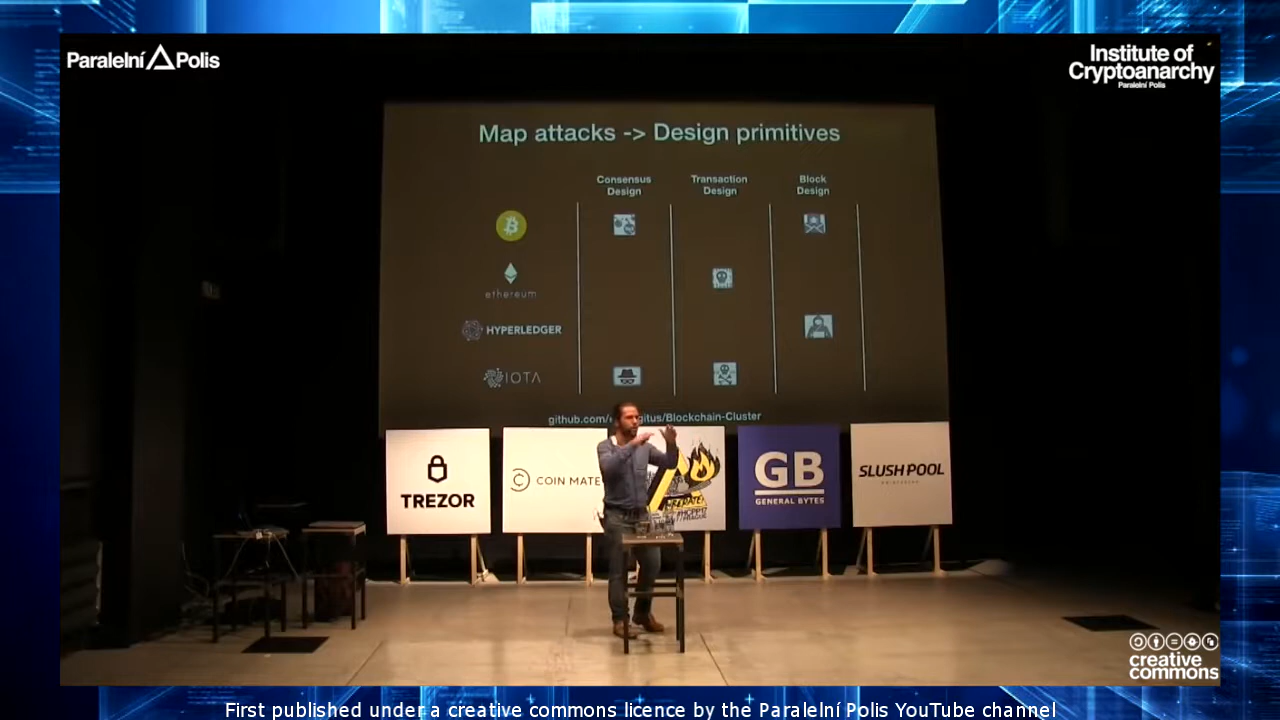 Paralelní Polis
Institute of
Cryptoanarchy
Paralelní Polis
Map attacks -> Design primitives
Consensus
Design
Transaction
Design
Block
Design
ethereum
HYPERLEDGER
IOTA
github.com/ gitus/Blockchain-Cluster
TREZOR
COIN MATE
GB
GENERAL BYTES
SLUSH POOL
creative
commons
First published under a creative commons licence by the Paralelní Polis YouTube channel